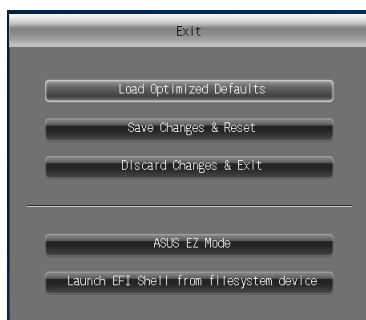 Exit
Load Optimized Defaults
Save Changes & Reset
Discard Changes & Exit
ASUS EZ Mode
Launch EFI Shell from filesystem device